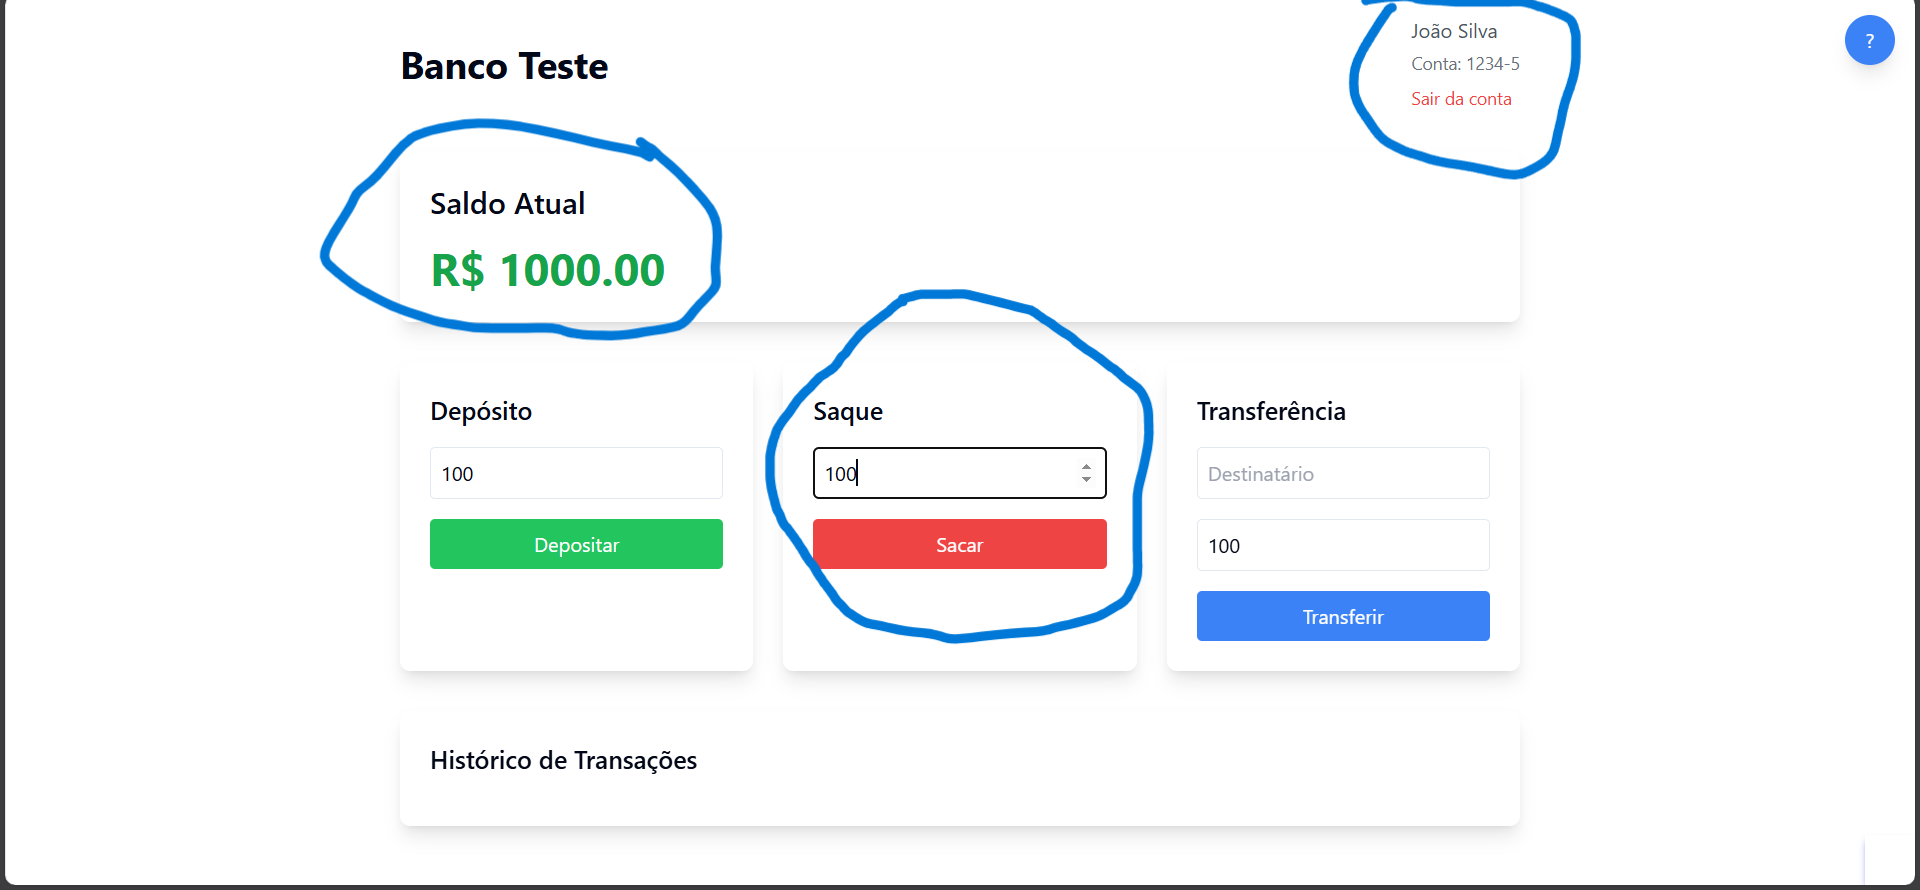 Banco Teste
João Silva
Conta: 1234-5
Sair da conta
?
Saldo Atual
R$ 1000.00
Depósito
100
Depositar
Saque
100
Sacar
Transferência
Destinatário
100
Transferir
Histórico de Transações